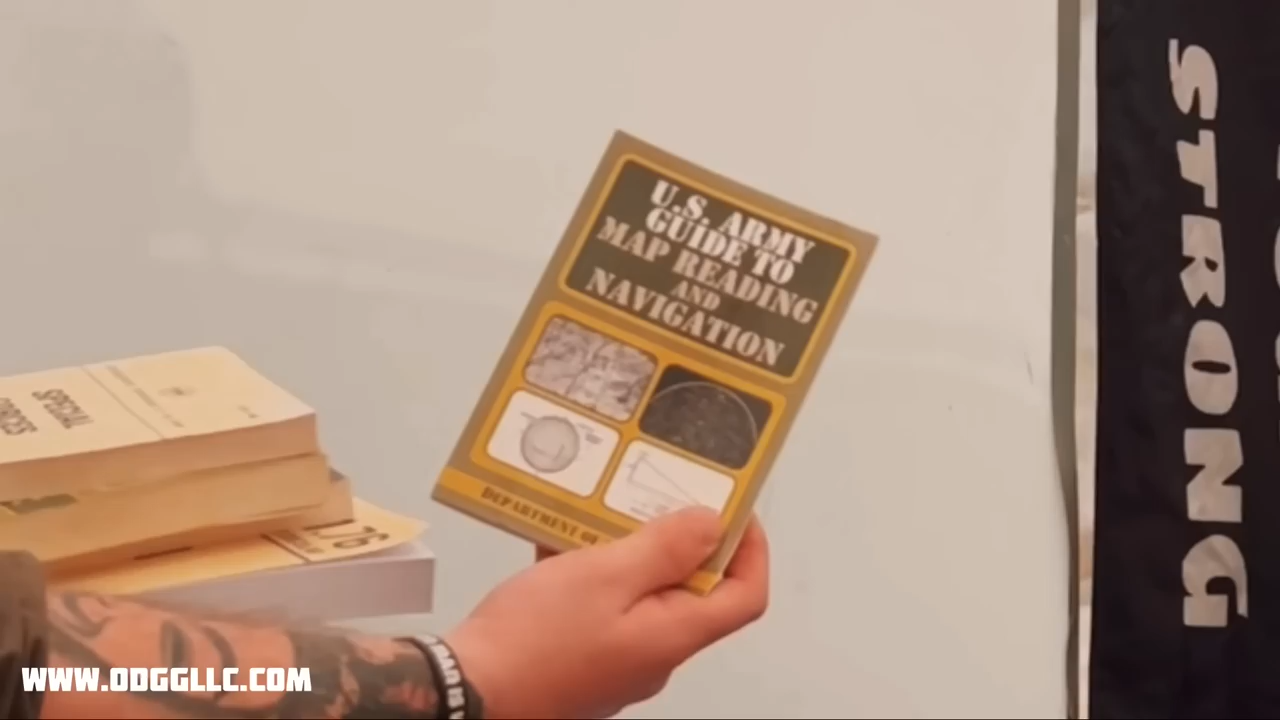 U.S. ARMY
GUIDE TO
MAP READING
AND
NAVIGATION
DEPARTMENT OF
SPECIAL
FORCES
STRONG
WWW.ODGGLLC.COM